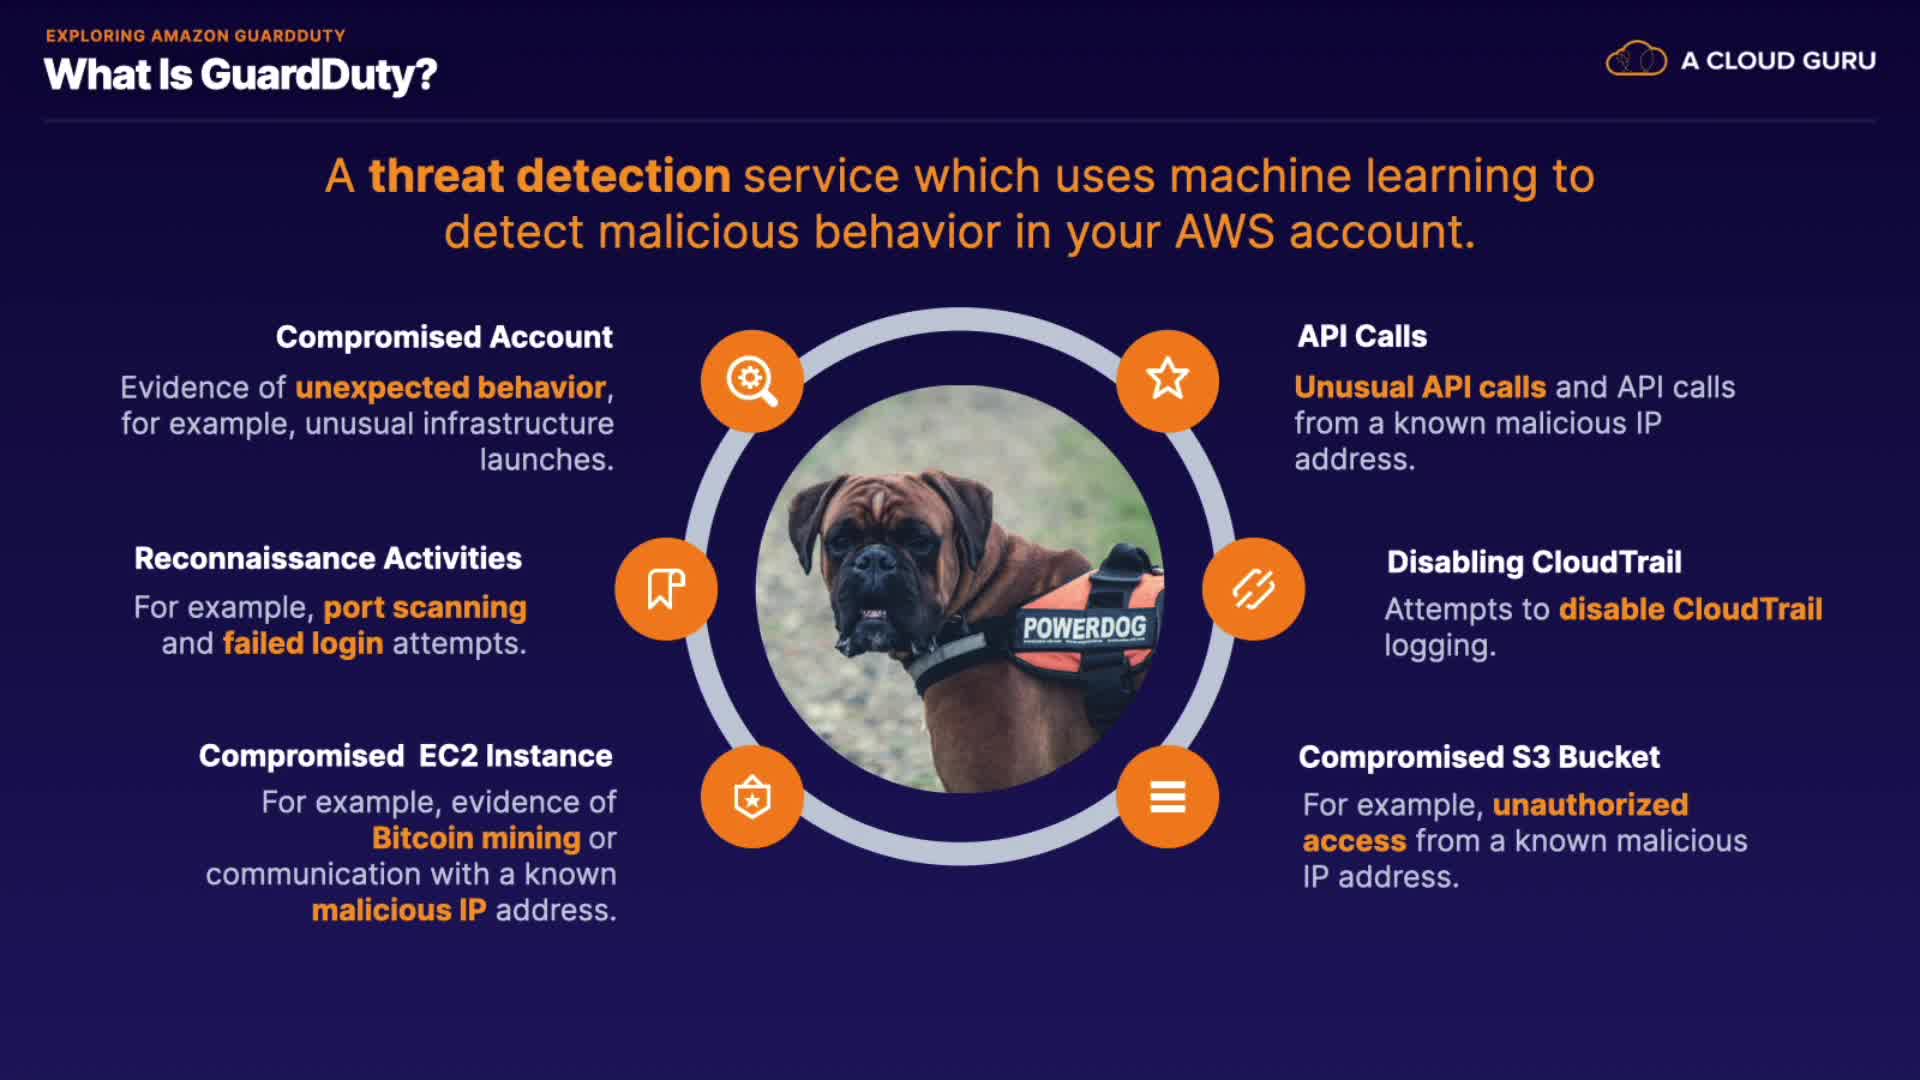 EXPLORING AMAZON GUARDDUTY
What Is GuardDuty?
A CLOUD GURU
A threat detection service which uses machine learning to
detect malicious behavior in your AWS account.
Compromised Account
Evidence of unexpected behavior,
for example, unusual infrastructure
launches.
API Calls
Unusual API calls and API calls
from a known malicious IP
address.
Reconnaissance Activities
For example, port scanning
and failed login attempts.
POWERDOG
Disabling CloudTrail
Attempts to disable CloudTrail
logging.
Compromised EC2 Instance
For example, evidence of
Bitcoin mining or
communication with a known
malicious IP address.
Compromised S3 Bucket
For example, unauthorized
access from a known malicious
IP address.